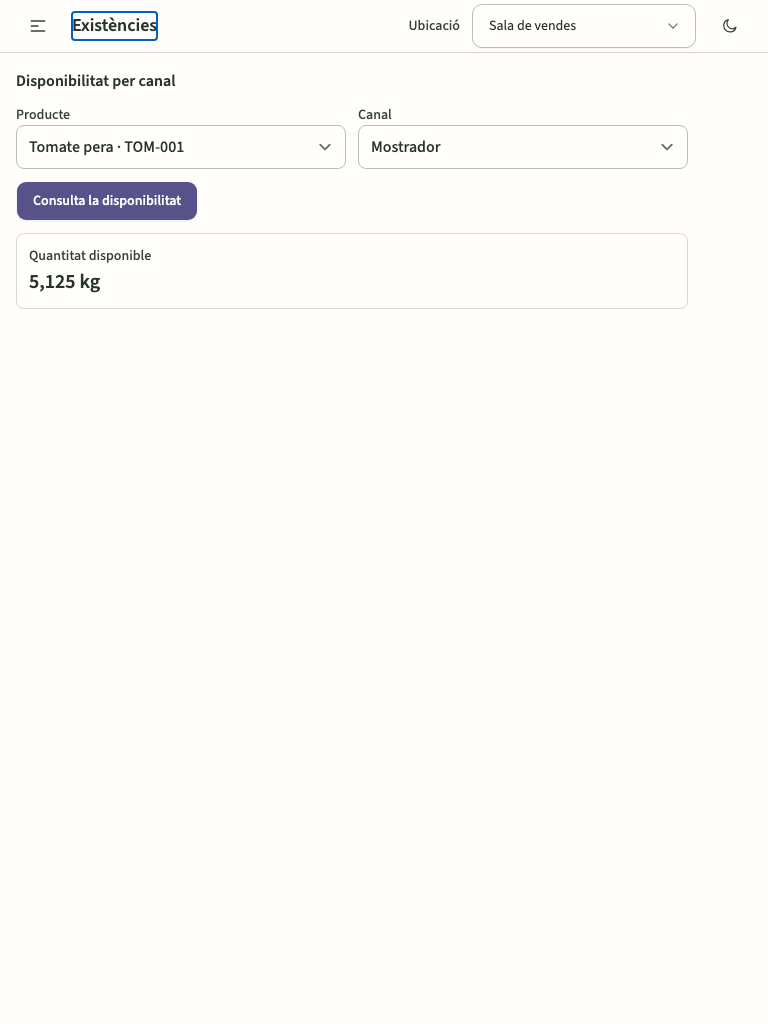 Existències
Ubicació
Sala de vendes
Disponibilitat per canal
Producte
Canal
Tomate pera · TOM-001
Mostrador
Consulta la disponibilitat
Quantitat disponible
5,125 kg